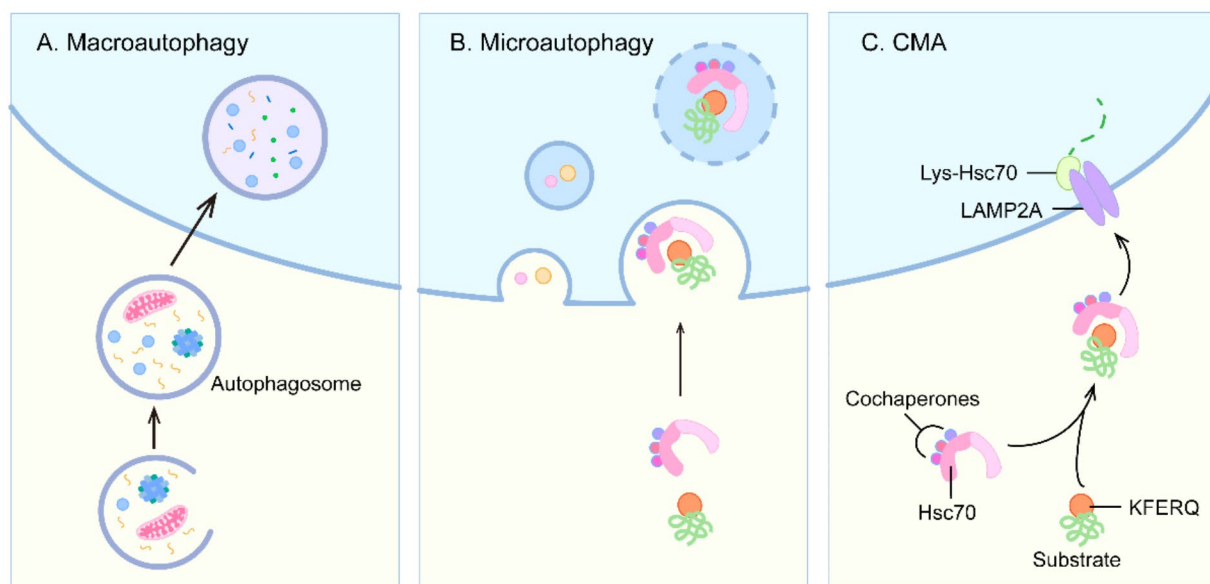 A. Macroautophagy
Autophagosome
B. Microautophagy
C. CMA
Lys-Hsc70
LAMP2A
Cochaperones
Hsc70
KFERQ
Substrate